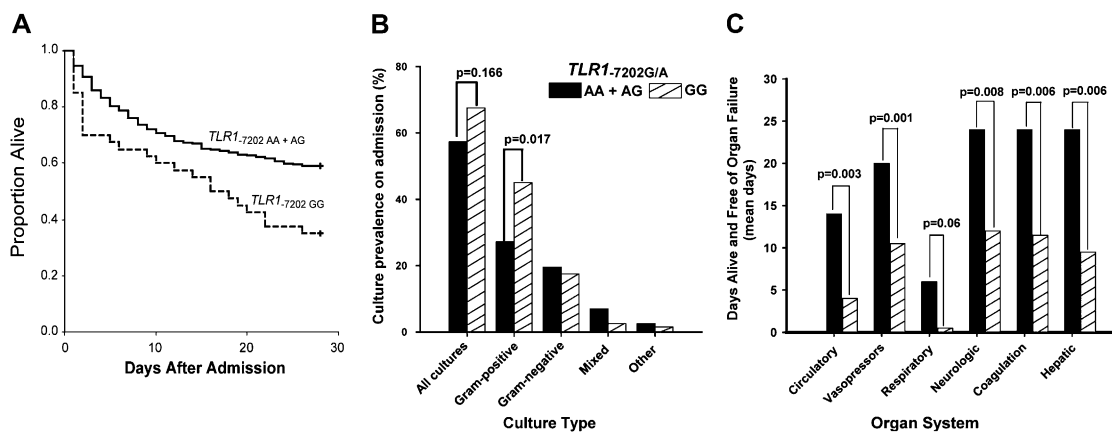 A
Proportion Alive
1.0
0.8
0.6
0.4
0.2
0.0
TLR1-7202 AA + AG
TLR1-7202 GG
0
10
20
30
Days After Admission
B
Culture prevalence on admission (%)
80
60
40
20
0
p=0.166
p=0.017
TLR1-7202G/A
AA + AG
GG
All cultures
Gram-positive
Gram-negative
Mixed
Other
Culture Type
C
Days Alive and Free of Organ Failure
(mean days)
30
25
20
15
10
5
0
p=0.003
p=0.001
p=0.06
p=0.008
p=0.006
p=0.006
Circulatory
Vasopressors
Respiratory
Neurologic
Coagulation
Hepatic
Organ System